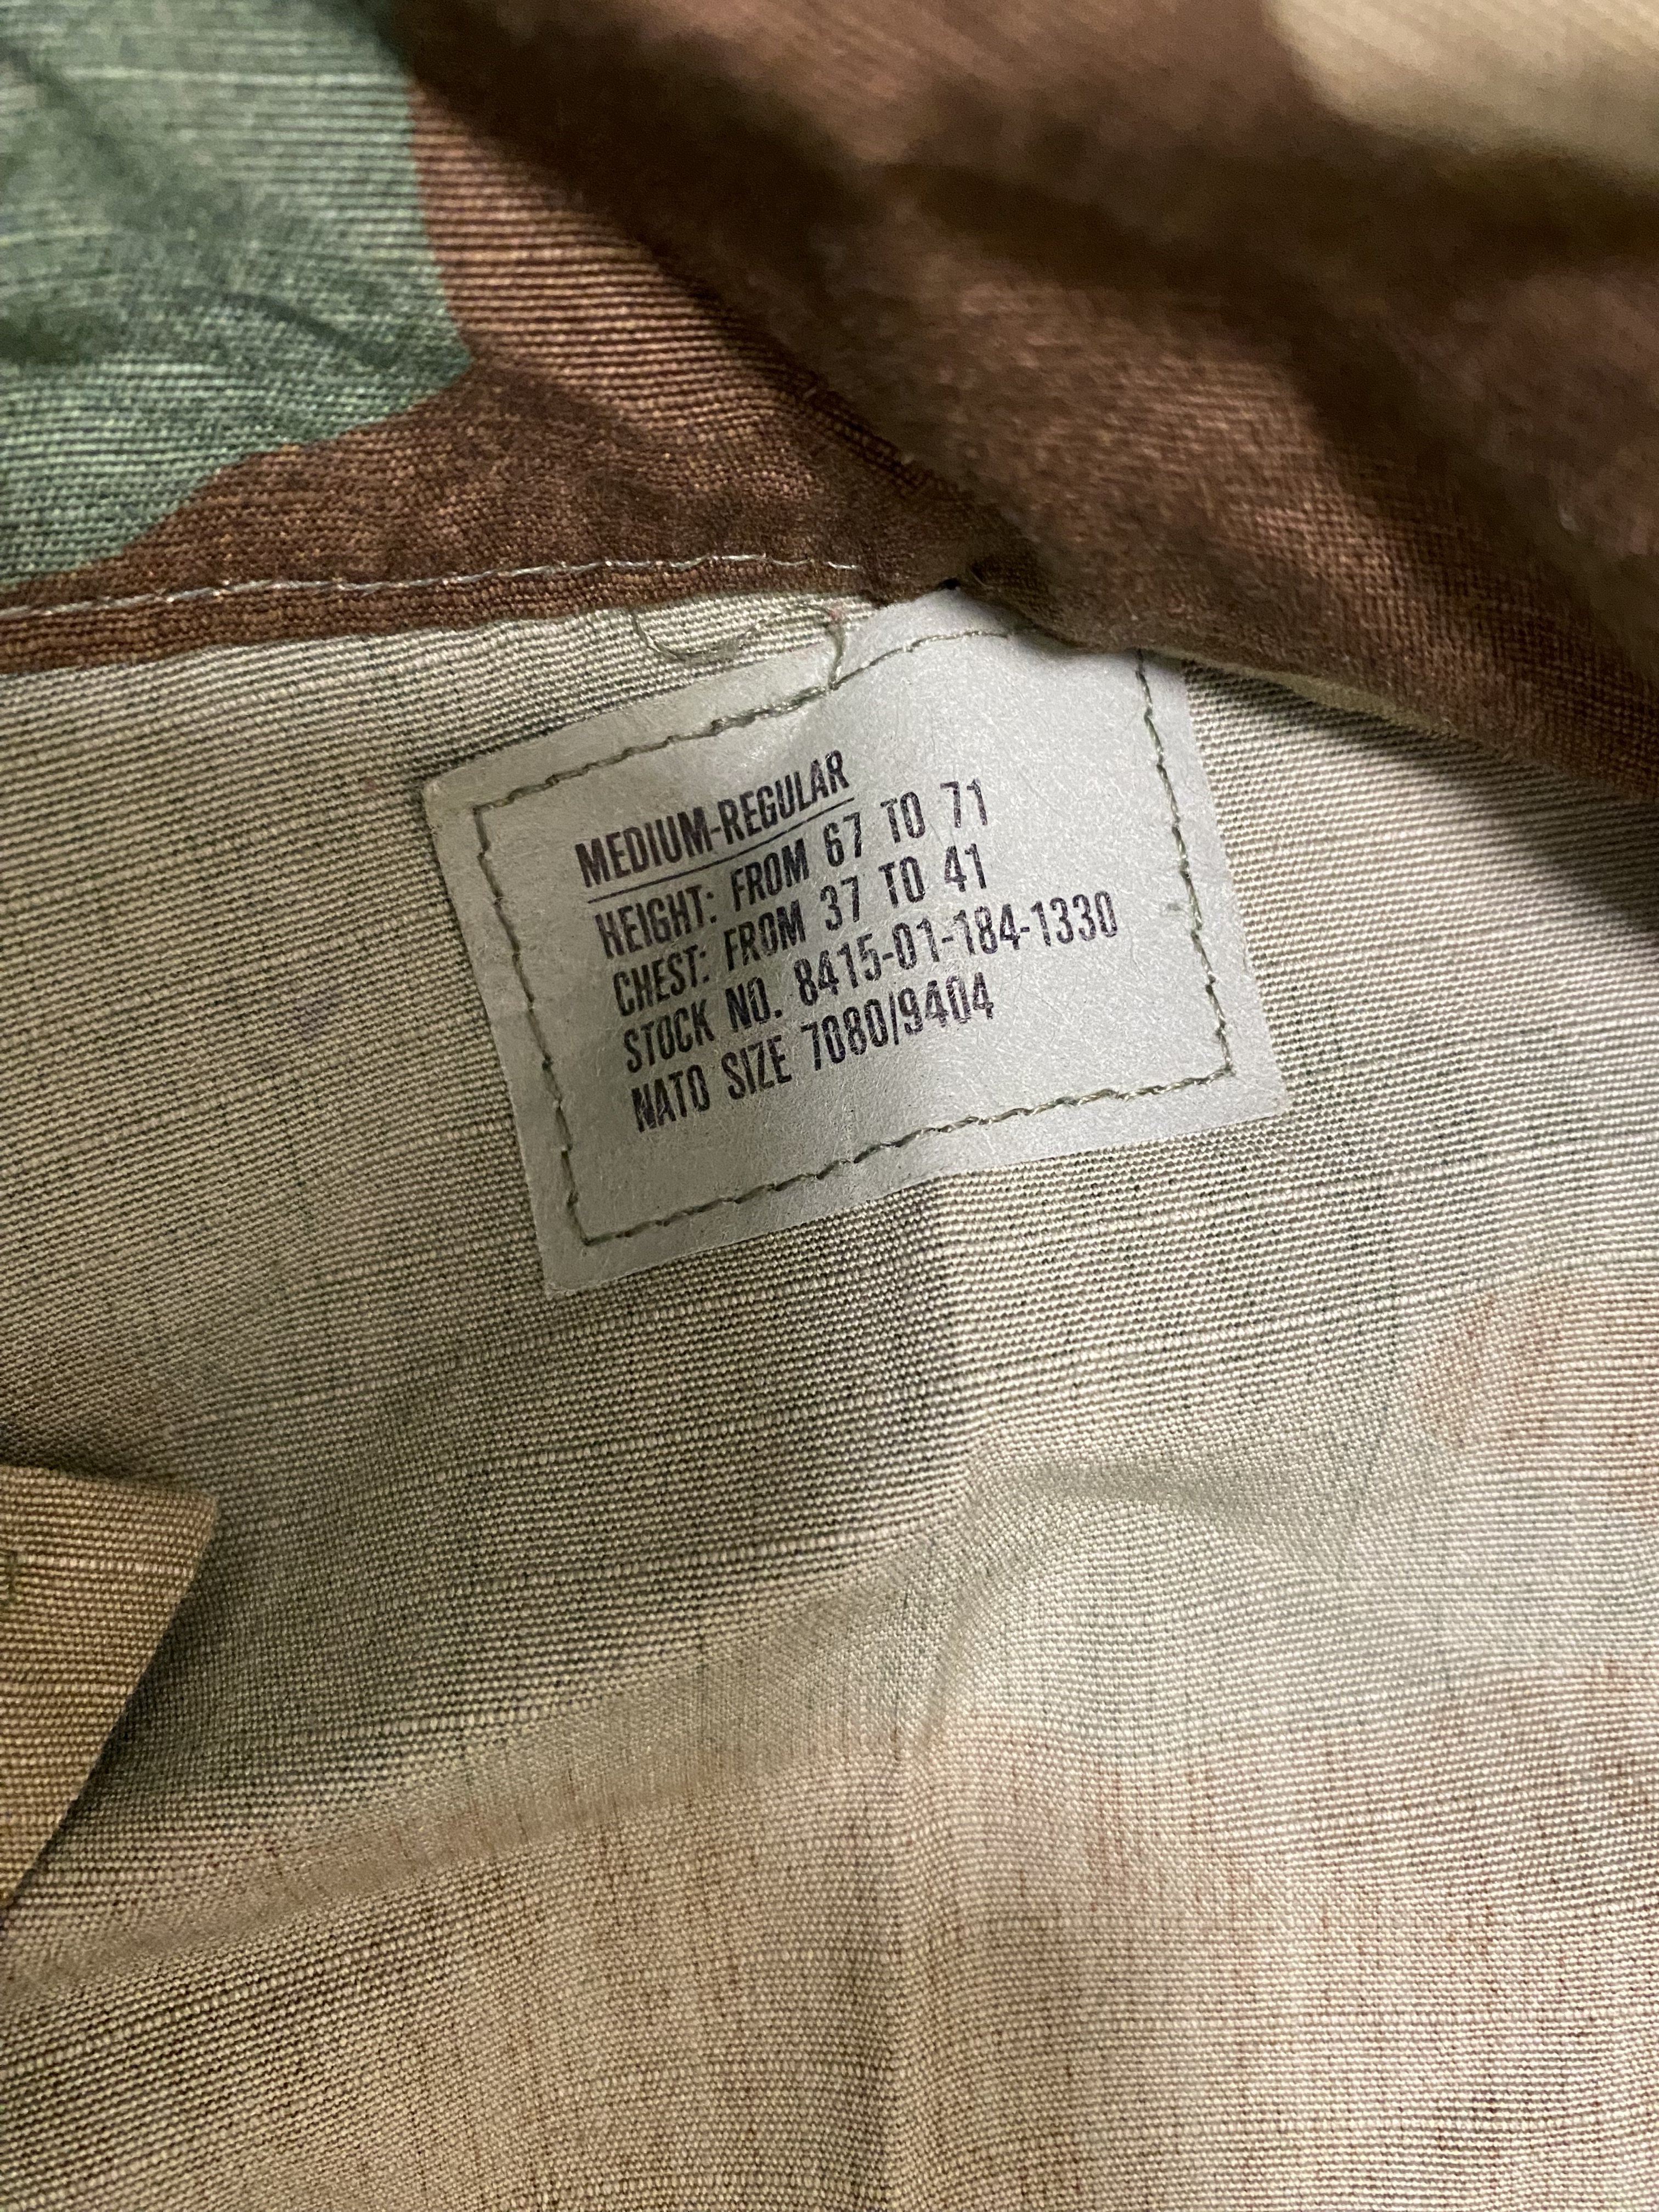 MEDIUM-REGULAR
HEIGHT: FROM 67 TO 71
CHEST: FROM 37 TO 41
STOCK NO. 8415-01-184-1330
NATO SIZE 7080/9404